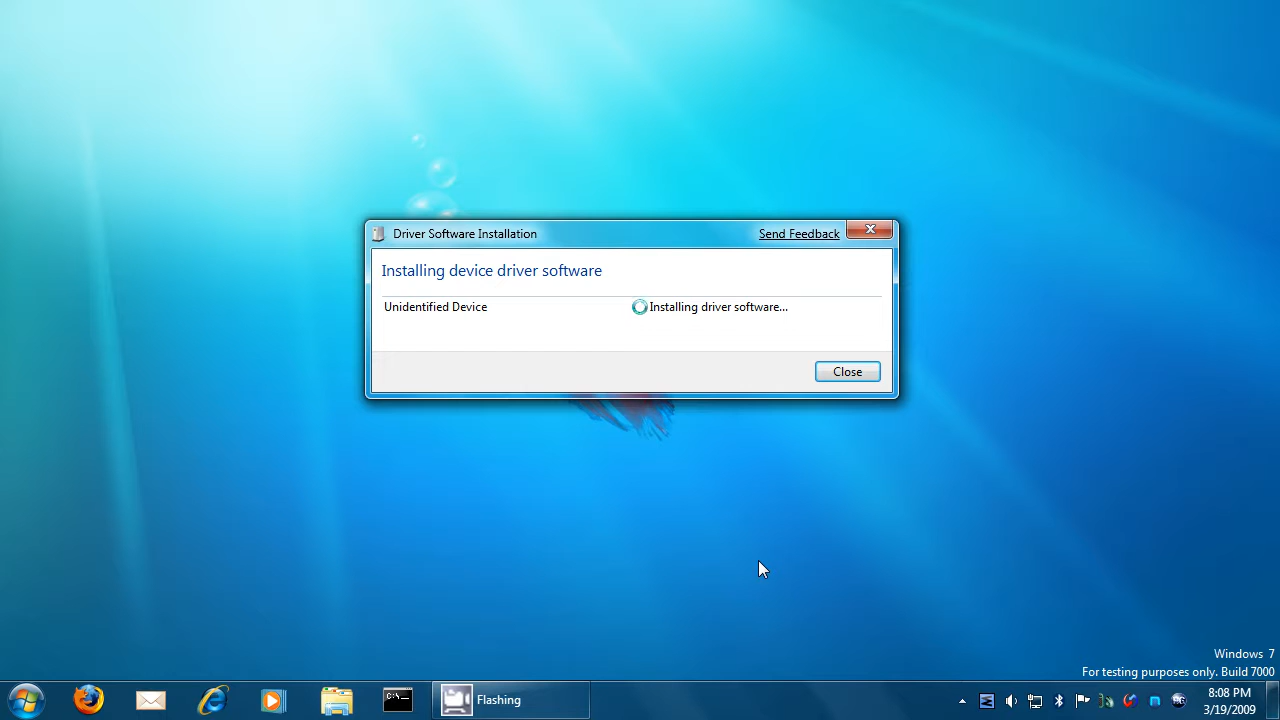 Driver Software Installation
Send Feedback
Installing device driver software
Unidentified Device
Installing driver software...
Close
Windows 7
For testing purposes only. Build 7000
C:\_
Flashing
8:08 PM
3/19/2009